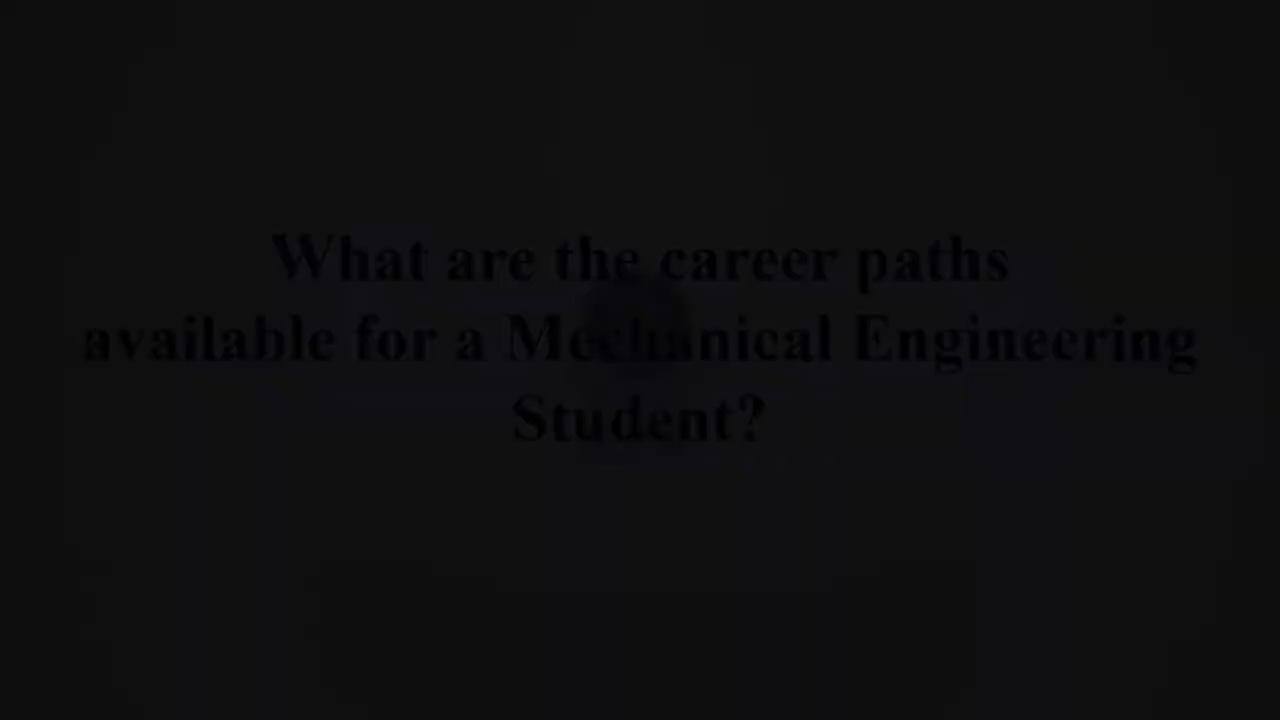 What are the career paths
available for a Mechanical Engineering
Student?